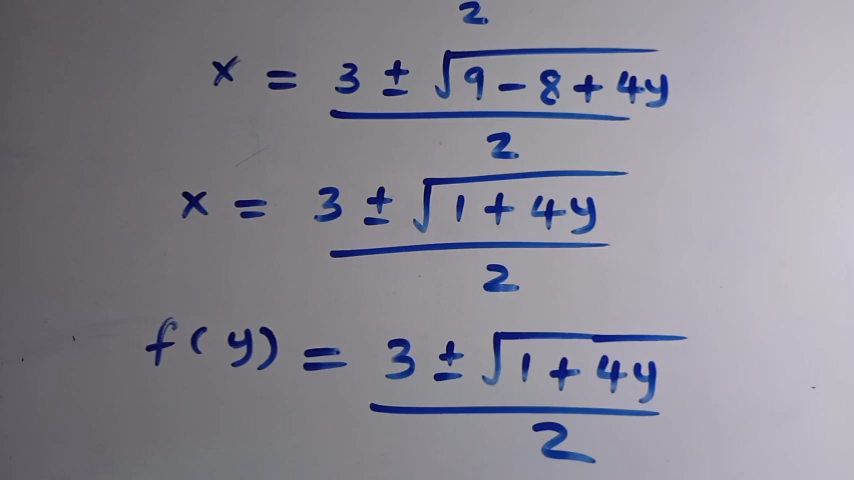 2
x = 3 ± √9 - 8 + 4y
2
x = 3 ± √1 + 4y
2
f(y) = 3 ± √1 + 4y
2